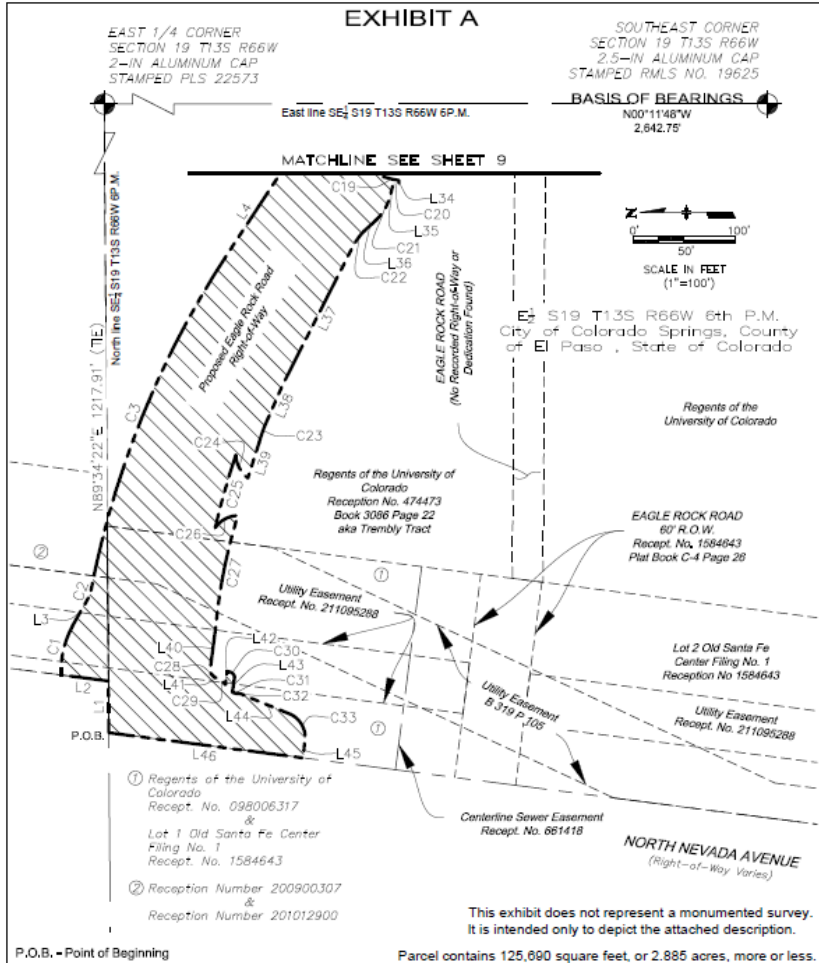 EXHIBIT A
EAST 1/4 CORNER
SECTION 19 T13S R66W
2-IN ALUMINUM CAP
STAMPED PLS 22573
SOUTHEAST CORNER
SECTION 19 T13S R66W
2.5-IN ALUMINUM CAP
STAMPED RMLS NO. 19625
BASIS OF BEARINGS
N00°11'48"W
2,642.75'
East line SE¼ S19 T13S R66W 6P.M.
MATCHLINE SEE SHEET 9
North line SE¼ S19 T13S R66W 6P.M.
N89°34'22"E 1217.91' (TIE)
C19
L34
C20
L35
C21
L36
C22
L4
L37
Proposed Eagle Rock Road
Right-of-Way
EAGLE ROCK ROAD
(No Recorded Right-of-Way or
Dedication Found)
N
0'
100'
50'
SCALE IN FEET
(1"=100')
E½ S19 T13S R66W 6th P.M.
City of Colorado Springs, County
of El Paso , State of Colorado
Regents of the
University of Colorado
C3
L38
C23
C24
L39
C25
C26
C27
Regents of the University of
Colorado
Reception No. 474473
Book 3086 Page 22
aka Trembly Tract
EAGLE ROCK ROAD
60' R.O.W.
Recept. No. 1584643
Plat Book C-4 Page 26
2
1
Utility Easement
Recept. No. 211095288
C2
L3
C1
L2
L1
L40
L42
C28
C30
L41
L43
C29
C31
C32
L44
C33
L45
L46
P.O.B.
1
Utility Easement
B 319 P 105
Lot 2 Old Santa Fe
Center Filing No. 1
Reception No 1584643
Utility Easement
Recept. No. 211095288
1 Regents of the University of
Colorado
Recept. No. 098006317
&
Lot 1 Old Santa Fe Center
Filing No. 1
Recept. No. 1584643
2 Reception Number 200900307
&
Reception Number 201012900
Centerline Sewer Easement
Recept. No. 661418
NORTH NEVADA AVENUE
(Right-of-Way Varies)
This exhibit does not represent a monumented survey.
It is intended only to depict the attached description.
P.O.B. - Point of Beginning
Parcel contains 125,690 square feet, or 2.885 acres, more or less.